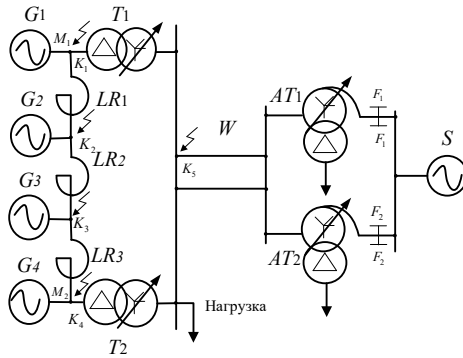 G1 M1 K1 T1
LR1
G2 K2
LR2
G3 K3
LR3
G4 M2 K4 T2
W
K5
Нагрузка
AT1 F1
F1
S
AT2 F2
F2